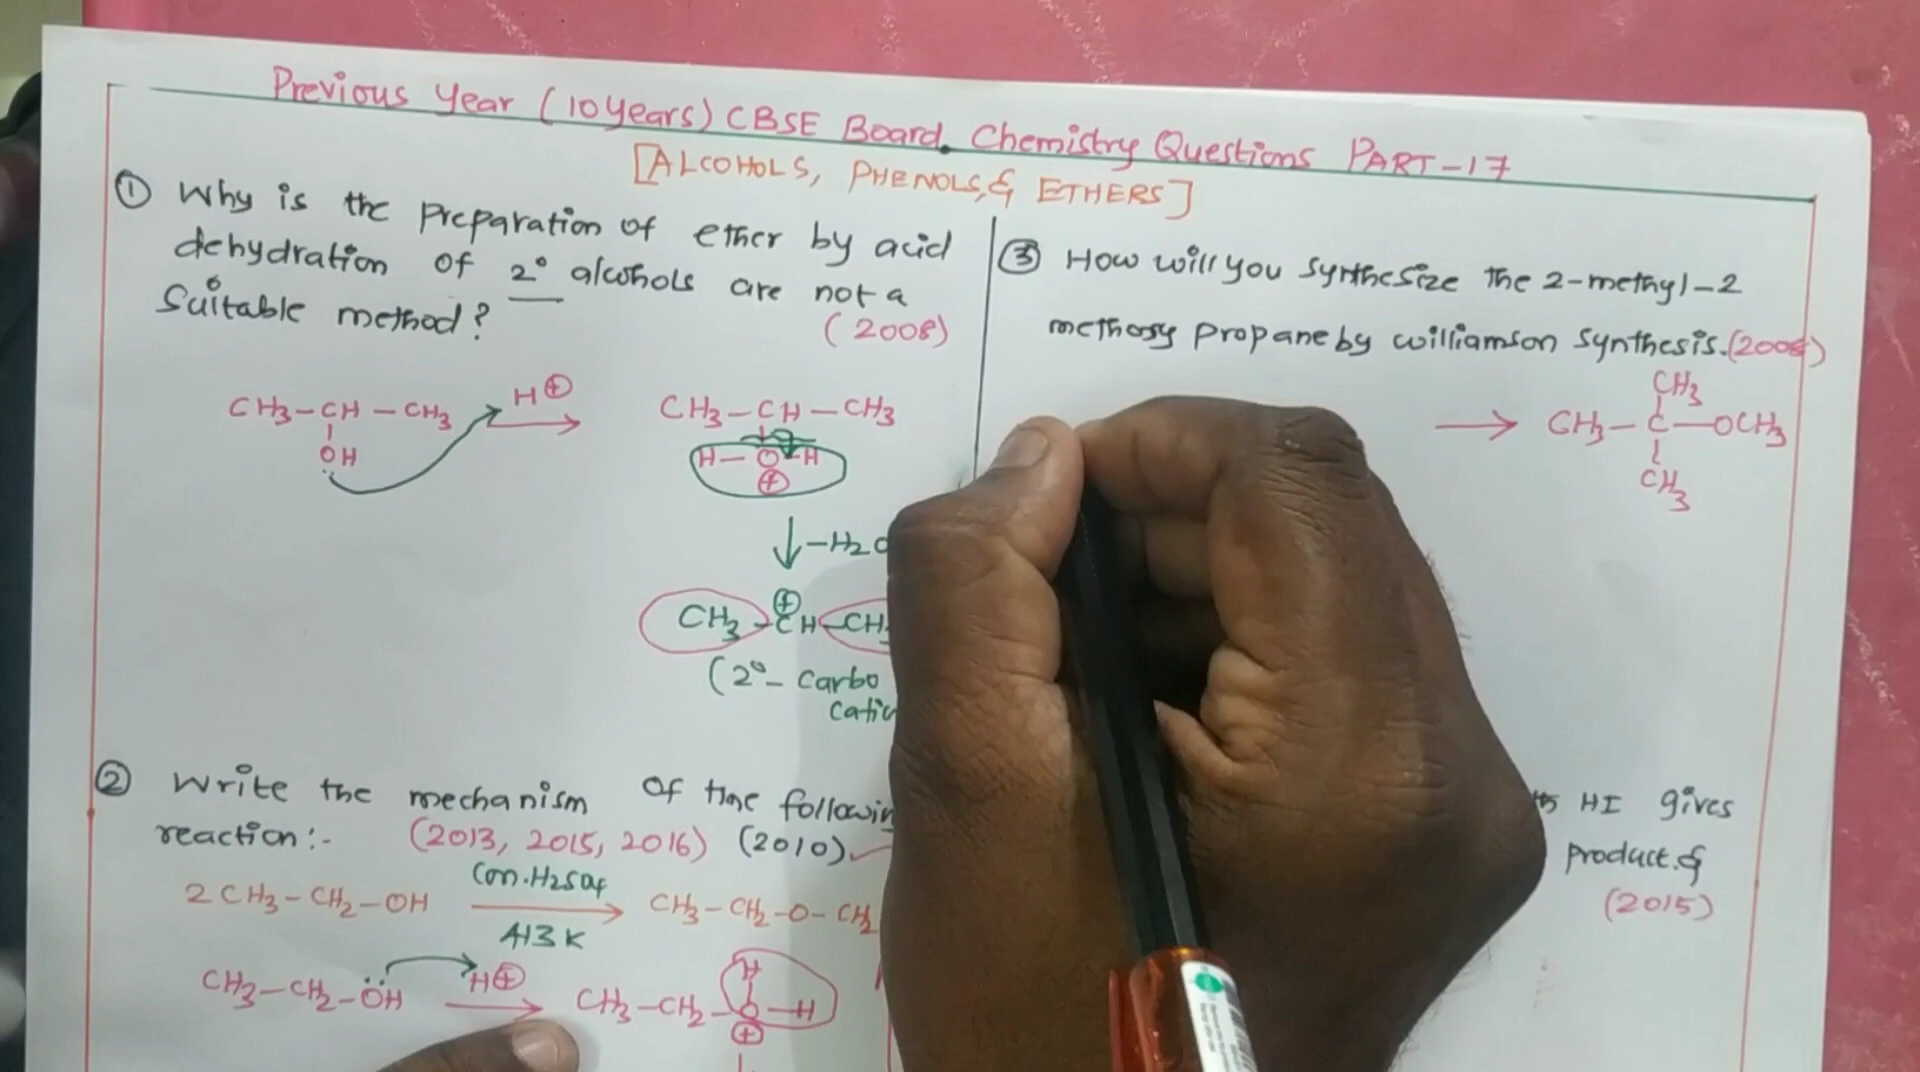 Previous Year (10 years) CBSE Board Chemistry Questions PART-17
[ALCOHOLS, PHENOLS, & ETHERS]
① Why is the preparation of ether by acid
dehydration of 2° alcohols are not a
suitable method?
(2008)
CH3-CH-CH3
OH
H⊕
CH3-CH-CH3
H-O-H
⊕
-H2O
⊕
CH3-CH-CH
(2°- carbo
② Write the mechanism of the
reaction:- (2013, 2015, 2016) (2010)
2CH3-CH2-OH
Con.H2SO4
413 K
CH3-CH2-O-CH2
CH3-CH2-ÖH
H⊕
CH3-CH2-O-H
H
⊕
③ How will you synthesize the 2-methyl-2
methoxy propane by williamson synthesis.(2008)
CH3
CH3-C-OCH3
CH3
HI gives
product. &
(2015)